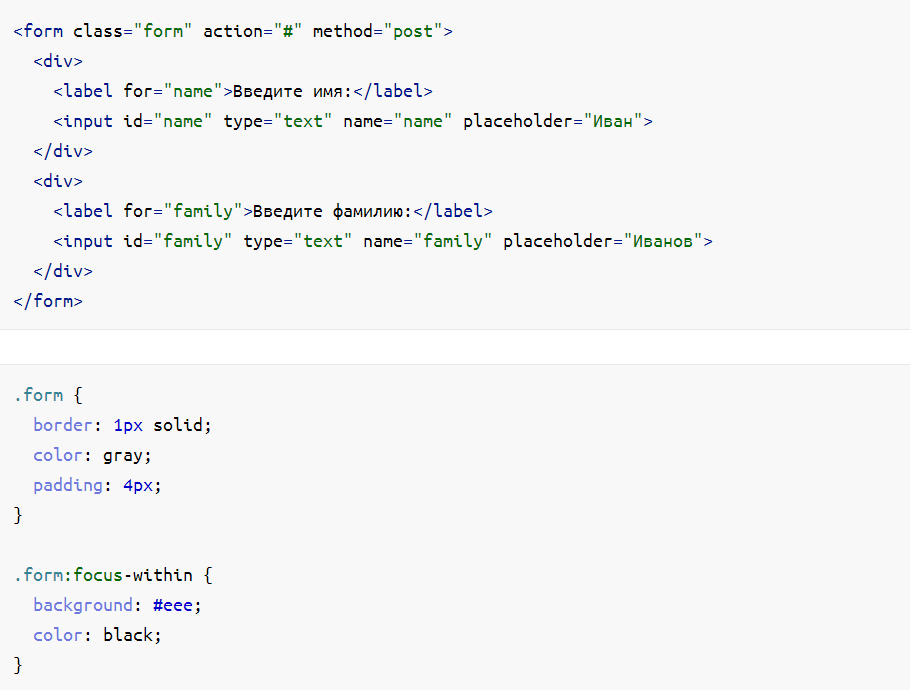 <form class="form" action="#" method="post">
  <div>
    <label for="name">Введите имя:</label>
    <input id="name" type="text" name="name" placeholder="Иван">
  </div>
  <div>
    <label for="family">Введите фамилию:</label>
    <input id="family" type="text" name="family" placeholder="Иванов">
  </div>
</form>
.form {
  border: 1px solid;
  color: gray;
  padding: 4px;
}
.form:focus-within {
  background: #eee;
  color: black;
}